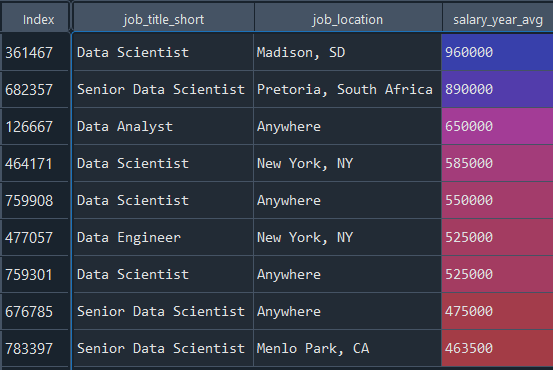 Index job_title_short job_location salary_year_avg
361467 Data Scientist Madison, SD 960000
682357 Senior Data Scientist Pretoria, South Africa 890000
126667 Data Analyst Anywhere 650000
464171 Data Scientist New York, NY 585000
759908 Data Scientist Anywhere 550000
477057 Data Engineer New York, NY 525000
759301 Data Scientist Anywhere 525000
676785 Senior Data Scientist Anywhere 475000
783397 Senior Data Scientist Menlo Park, CA 463500